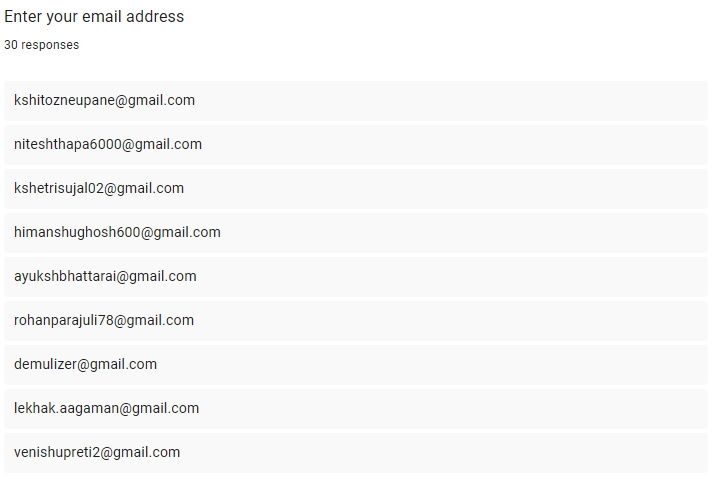 Enter your email address
30 responses
kshitozneupane@gmail.com
niteshthapa6000@gmail.com
kshetrisujal02@gmail.com
himanshughosh600@gmail.com
ayukshbhattarai@gmail.com
rohanparajuli78@gmail.com
demulizer@gmail.com
lekhak.aagaman@gmail.com
venishupreti2@gmail.com